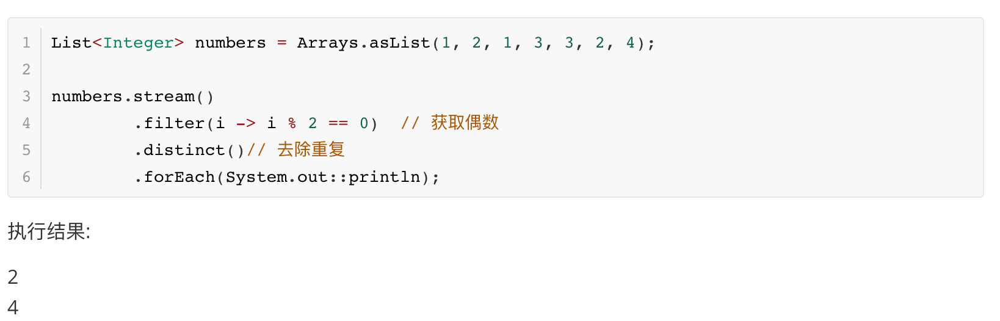 1 List<Integer> numbers = Arrays.asList(1, 2, 1, 3, 3, 2, 4);
2
3 numbers.stream()
4         .filter(i -> i % 2 == 0)  // 获取偶数
5         .distinct()// 去除重复
6         .forEach(System.out::println);
执行结果:
2
4